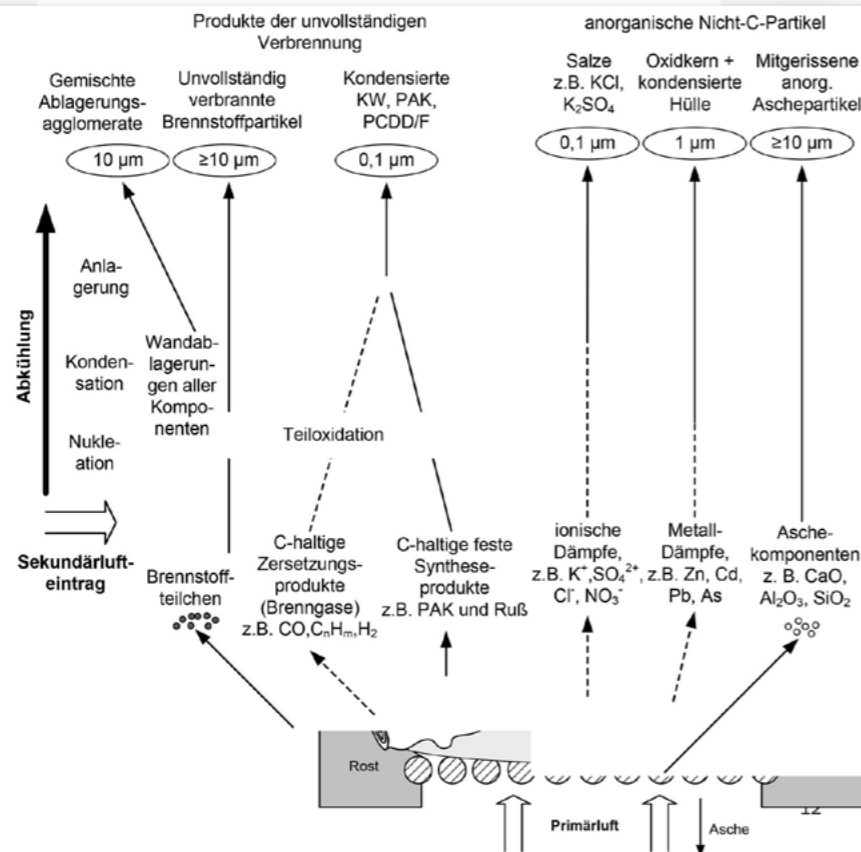 Produkte der unvollständigen
Verbrennung
anorganische Nicht-C-Partikel
Gemischte
Ablagerungs-
agglomerate
Unvollständig
verbrannte
Brennstoffpartikel
Kondensierte
KW, PAK,
PCDD/F
Salze
z.B. KCl,
K₂SO₄
Oxidkern +
kondensierte
Hülle
Mitgerissene
anorg.
Aschepartikel
10 µm
≥10 µm
0,1 µm
0,1 µm
1 µm
≥10 µm
Abkühlung
Anla-
gerung
Konden-
sation
Nukle-
ation
Wandab-
lagerun-
gen aller
Kompo-
nenten
Teiloxidation
Sekundärluft-
eintrag
Brennstoff-
teilchen
C-haltige
Zersetzungs-
produkte
(Brenngase)
z.B. CO,CₙHₘ,H₂
C-haltige feste
Synthese-
produkte
z.B. PAK und Ruß
ionische
Dämpfe,
z.B. K⁺,SO₄²⁺,
Cl⁻, NO₃⁻
Metall-
Dämpfe,
z.B. Zn, Cd,
Pb, As
Asche-
komponenten
z. B. CaO,
Al₂O₃, SiO₂
Rost
Primärluft
Asche
12